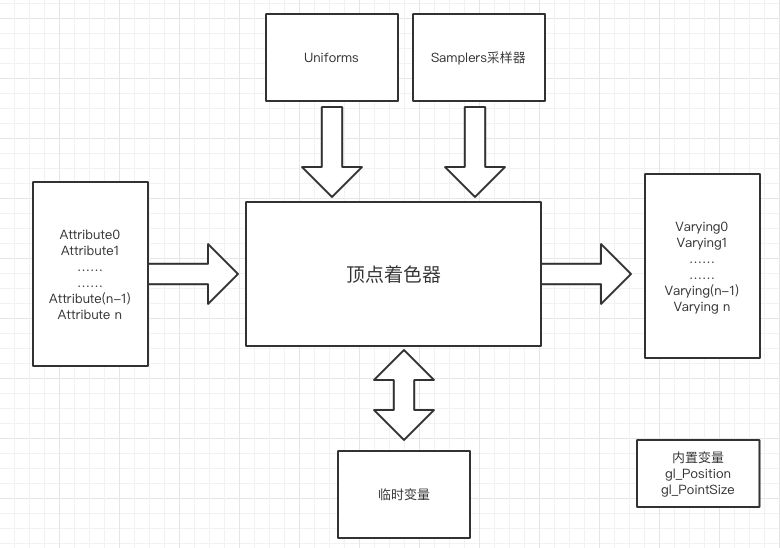 Uniforms
Samplers采样器
Attribute0
Attribute1
……
……
Attribute(n-1)
Attribute n
顶点着色器
Varying0
Varying1
……
……
Varying(n-1)
Varying n
临时变量
内置变量
gl_Position
gl_PointSize